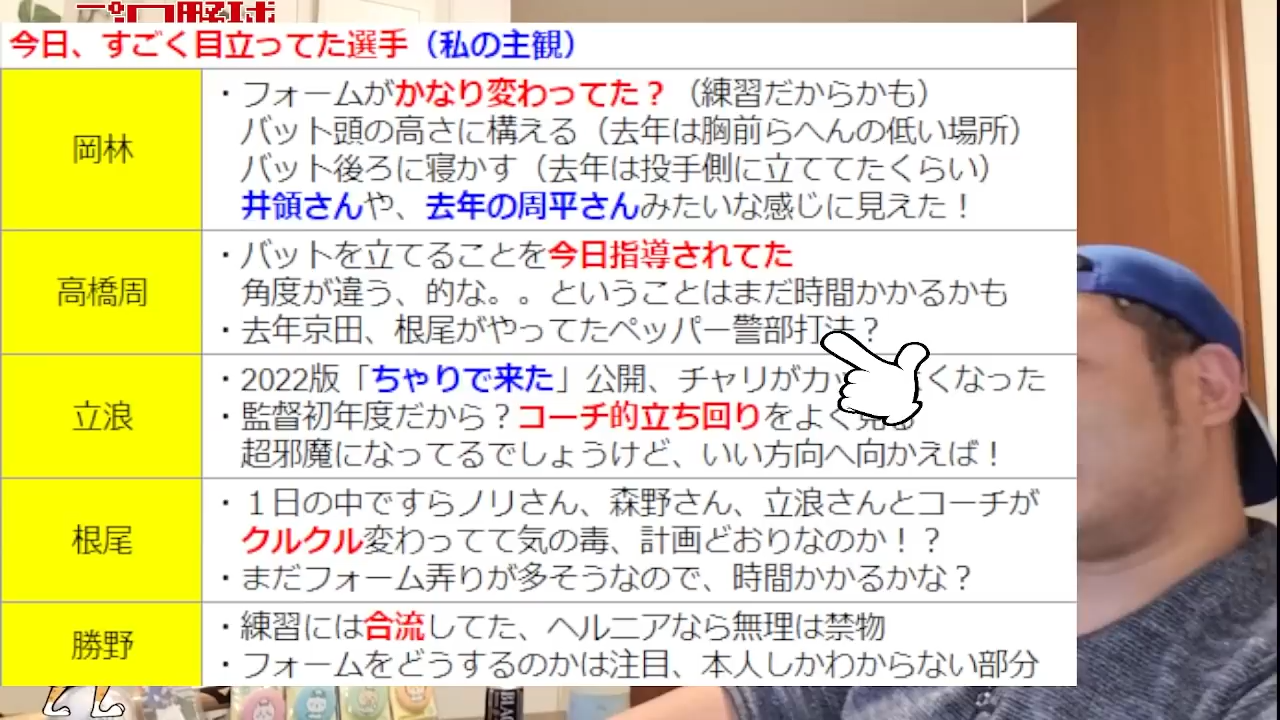 プロ野球
今日、すごく目立ってた選手（私の主観）
岡林
・フォームがかなり変わってた？（練習だからかも）
バット頭の高さに構える（去年は胸前らへんの低い場所）
バット後ろに寝かす（去年は投手側に立ててたくらい）
井領さんや、去年の周平さんみたいな感じに見えた！
高橋周
・バットを立てることを今日指導されてた
角度が違う、的な。。ということはまだ時間かかるかも
・去年京田、根尾がやってたペッパー警部打法？
立浪
・2022版「ちゃりで来た」公開、チャリがカッ くなった
・監督初年度だから？コーチ的立ち回りをよく見る
超邪魔になってるでしょうけど、いい方向へ向かえば！
根尾
・１日の中ですらノリさん、森野さん、立浪さんとコーチが
クルクル変わってて気の毒、計画どおりなのか！？
・まだフォーム弄りが多そうなので、時間かかるかな？
勝野
・練習には合流してた、ヘルニアなら無理は禁物
・フォームをどうするのかは注目、本人しかわからない部分